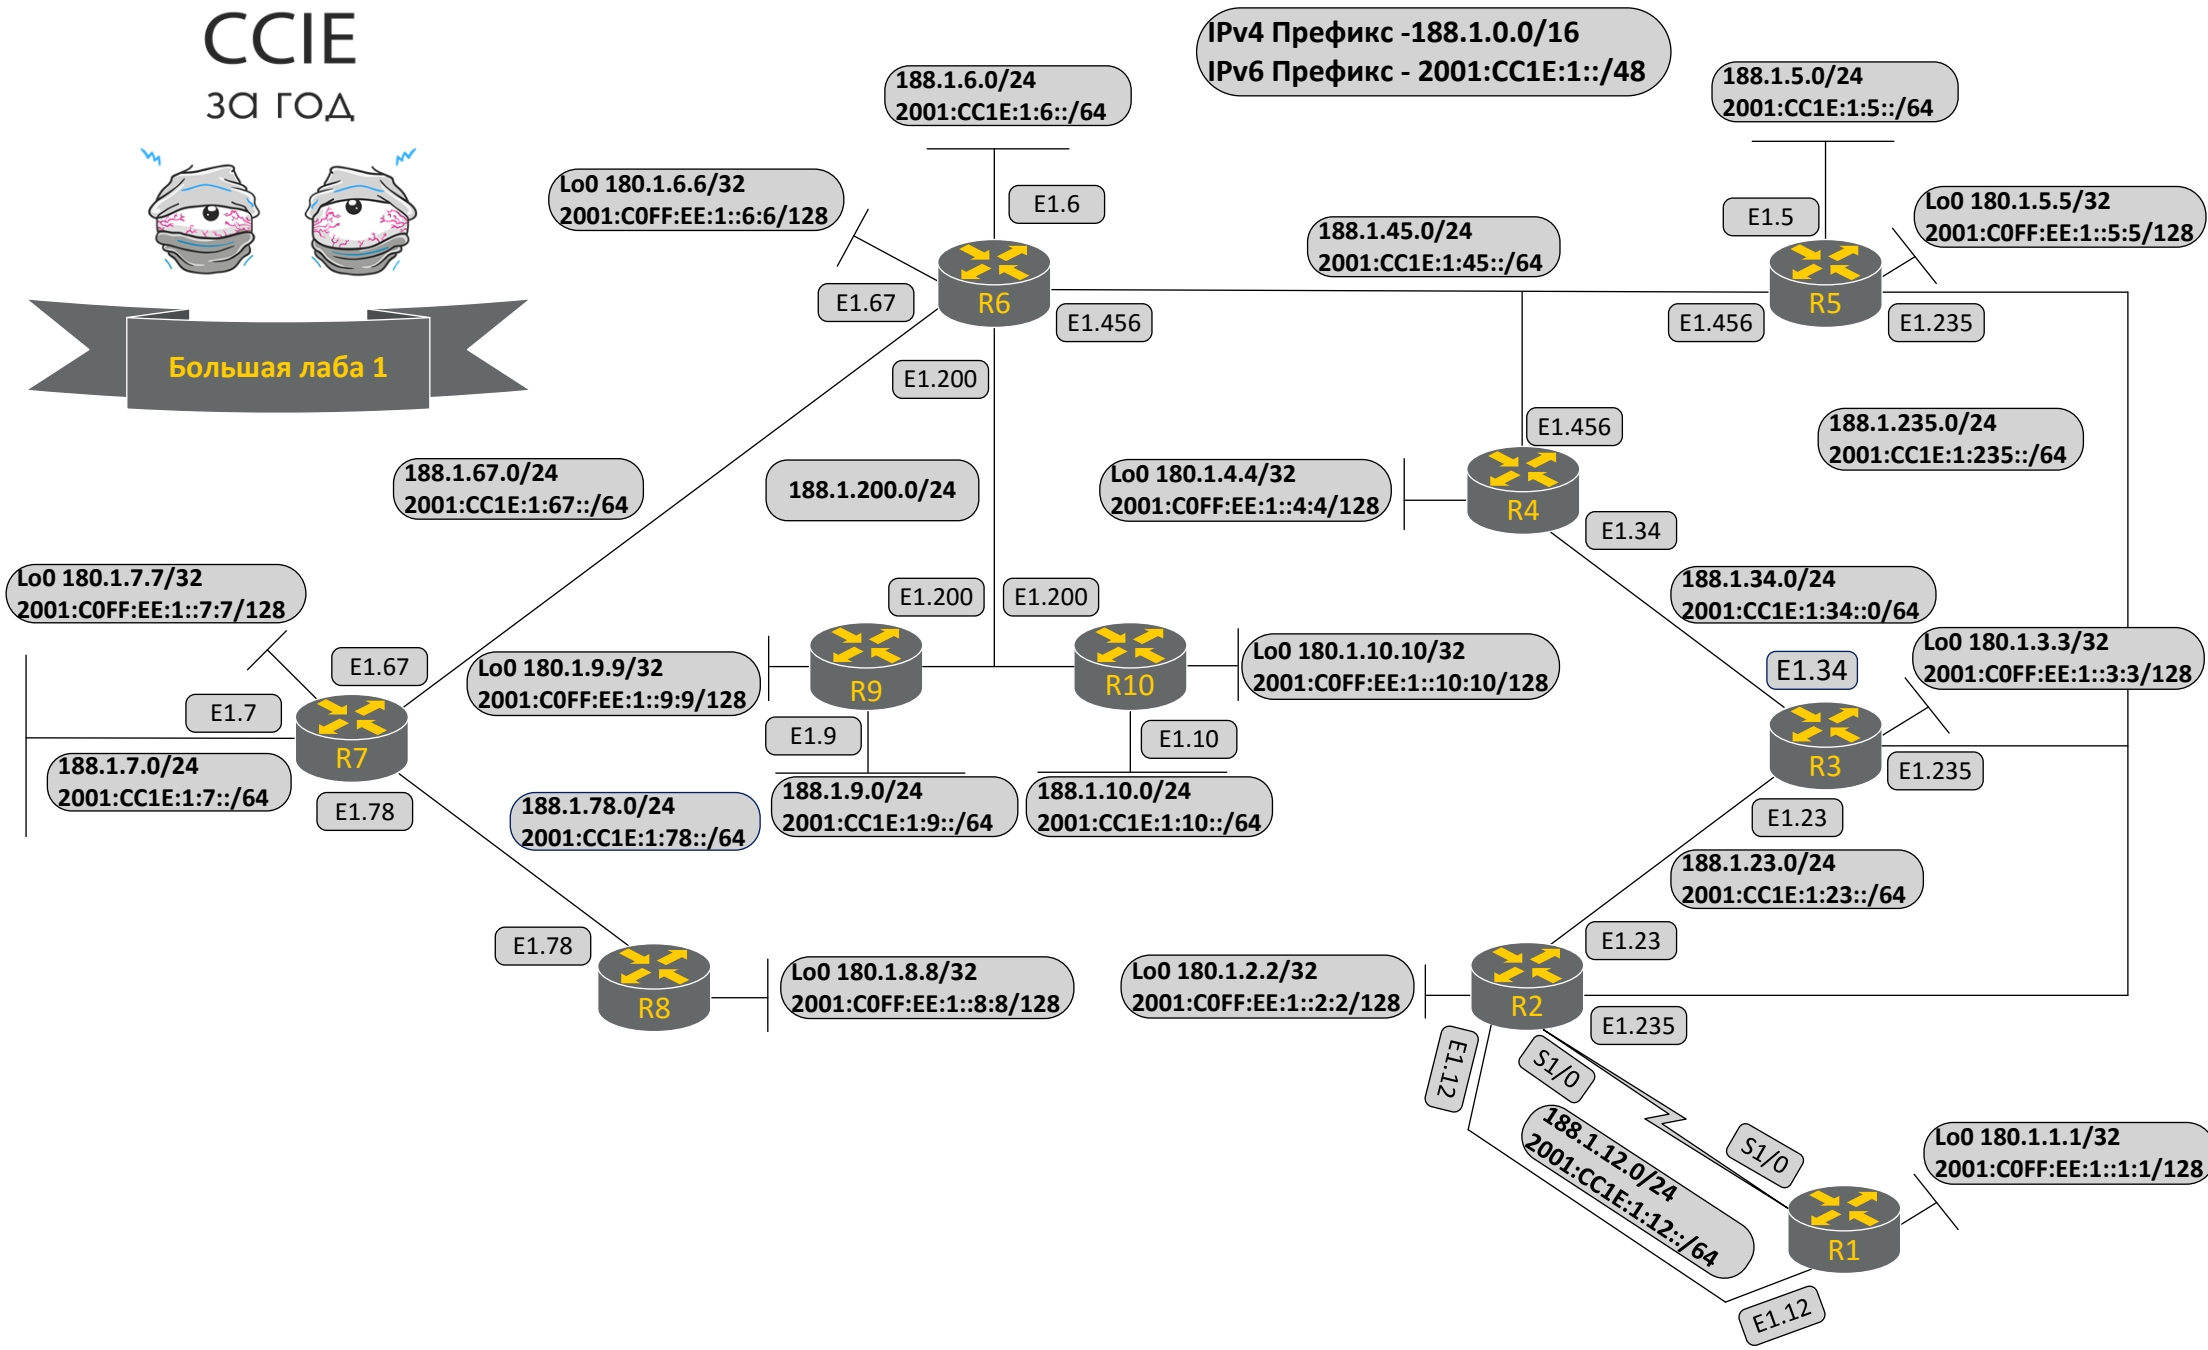 CCIE
за год
Большая лаба 1
IPv4 Префикс -188.1.0.0/16
IPv6 Префикс - 2001:CC1E:1::/48
188.1.6.0/24
2001:CC1E:1:6::/64
188.1.5.0/24
2001:CC1E:1:5::/64
Lo0 180.1.6.6/32
2001:C0FF:EE:1::6:6/128
E1.6
E1.5
Lo0 180.1.5.5/32
2001:C0FF:EE:1::5:5/128
188.1.45.0/24
2001:CC1E:1:45::/64
E1.67
R6
E1.456
E1.456
R5
E1.235
E1.200
E1.456
188.1.235.0/24
2001:CC1E:1:235::/64
188.1.67.0/24
2001:CC1E:1:67::/64
188.1.200.0/24
Lo0 180.1.4.4/32
2001:C0FF:EE:1::4:4/128
R4
E1.34
Lo0 180.1.7.7/32
2001:C0FF:EE:1::7:7/128
E1.200
E1.200
188.1.34.0/24
2001:CC1E:1:34::0/64
E1.67
Lo0 180.1.9.9/32
2001:C0FF:EE:1::9:9/128
R9
R10
Lo0 180.1.10.10/32
2001:C0FF:EE:1::10:10/128
E1.34
Lo0 180.1.3.3/32
2001:C0FF:EE:1::3:3/128
E1.7
R7
E1.9
E1.10
R3
E1.235
188.1.7.0/24
2001:CC1E:1:7::/64
E1.78
188.1.78.0/24
2001:CC1E:1:78::/64
188.1.9.0/24
2001:CC1E:1:9::/64
188.1.10.0/24
2001:CC1E:1:10::/64
E1.23
188.1.23.0/24
2001:CC1E:1:23::/64
E1.78
R8
Lo0 180.1.8.8/32
2001:C0FF:EE:1::8:8/128
Lo0 180.1.2.2/32
2001:C0FF:EE:1::2:2/128
E1.23
R2
E1.235
E1.12
S1/0
188.1.12.0/24
2001:CC1E:1:12::/64
S1/0
Lo0 180.1.1.1/32
2001:C0FF:EE:1::1:1/128
R1
E1.12